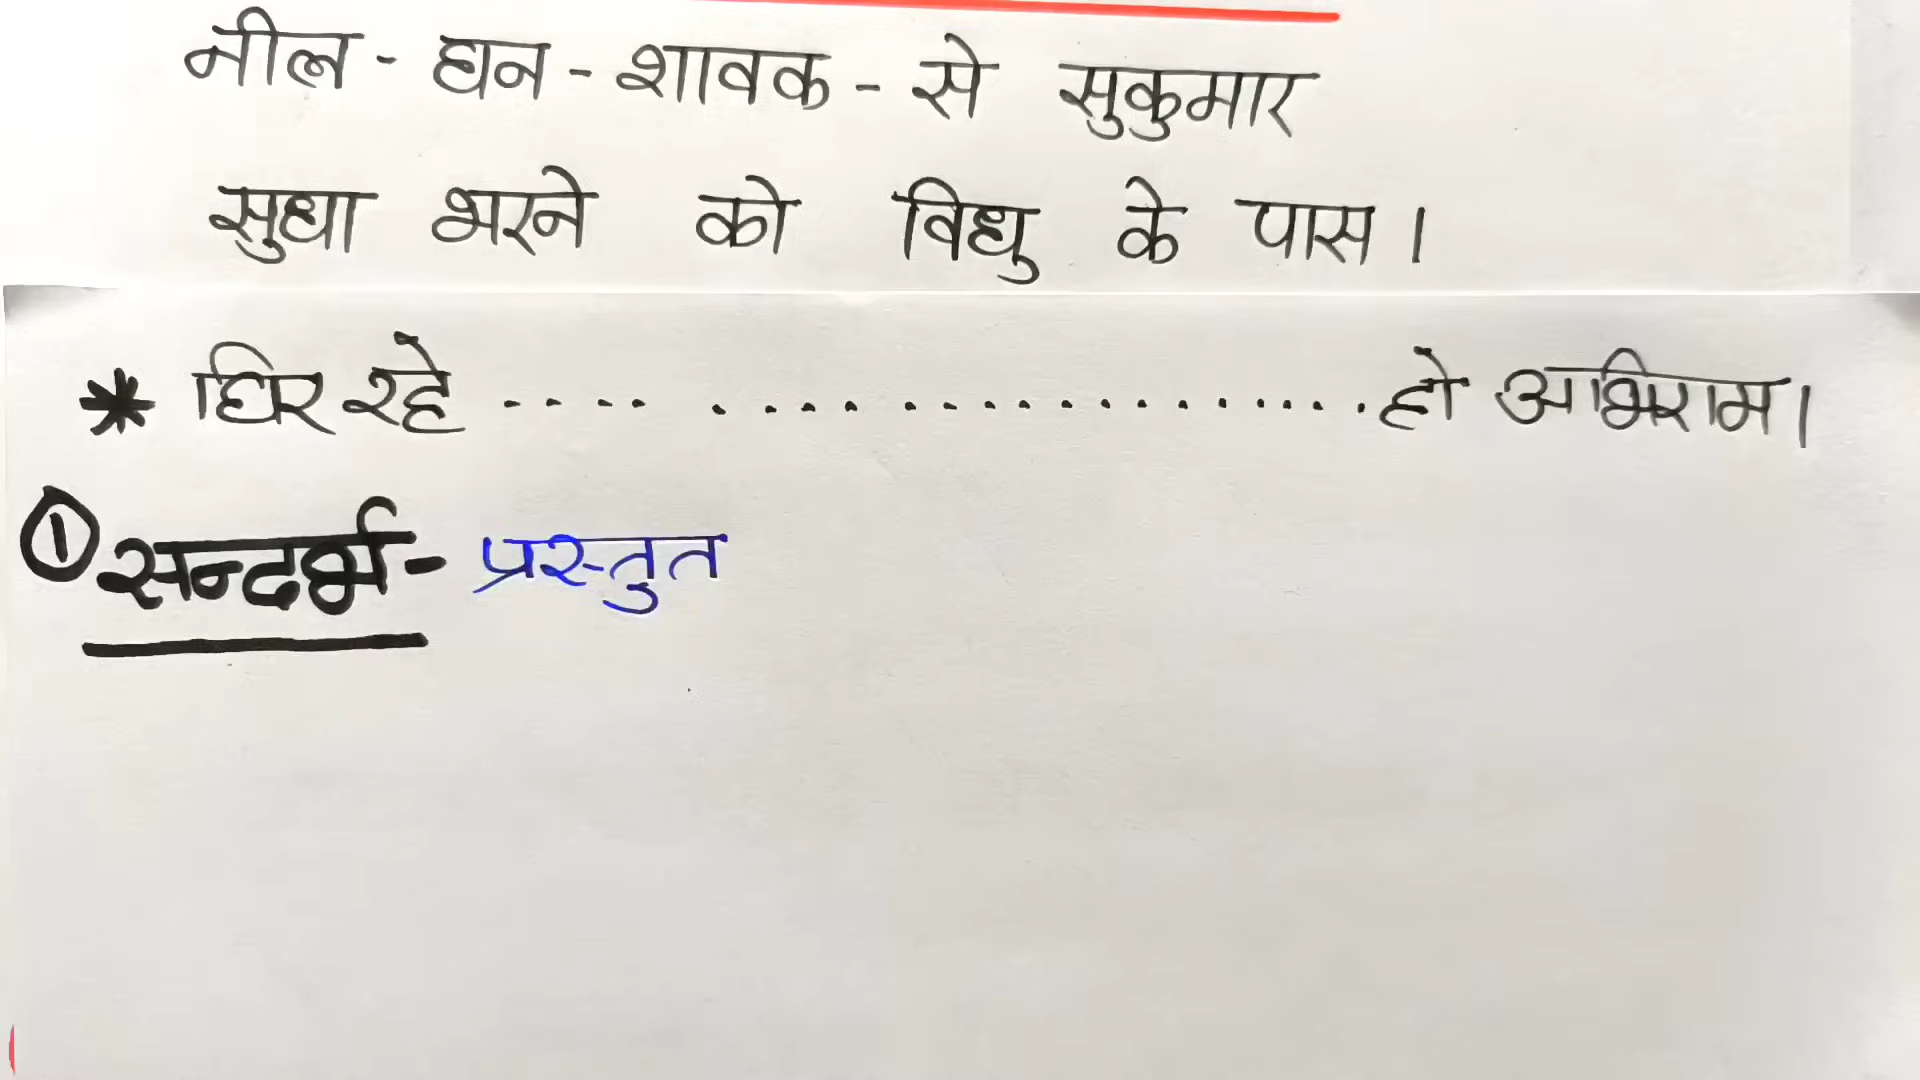 नील - घन - शावक - से सुकुमार
सुधा भरने को विधु के पास।
* घिर रहे .... ................... हो अभिराम।
① सन्दर्भ - प्रस्तुत